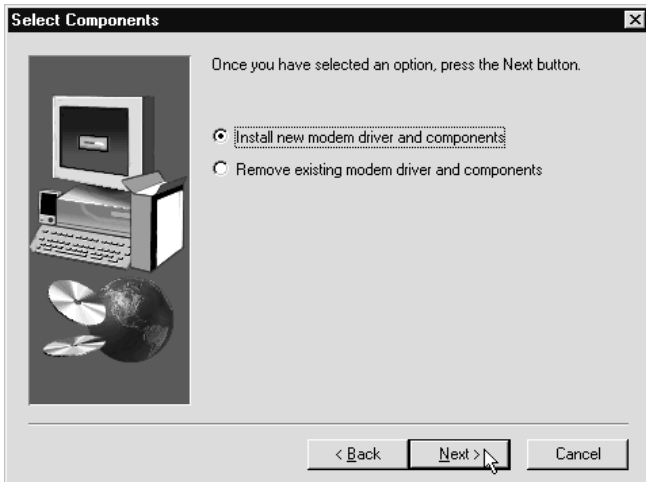 Select Components
Once you have selected an option, press the Next button.
Install new modem driver and components
Remove existing modem driver and components
< Back
Next >
Cancel